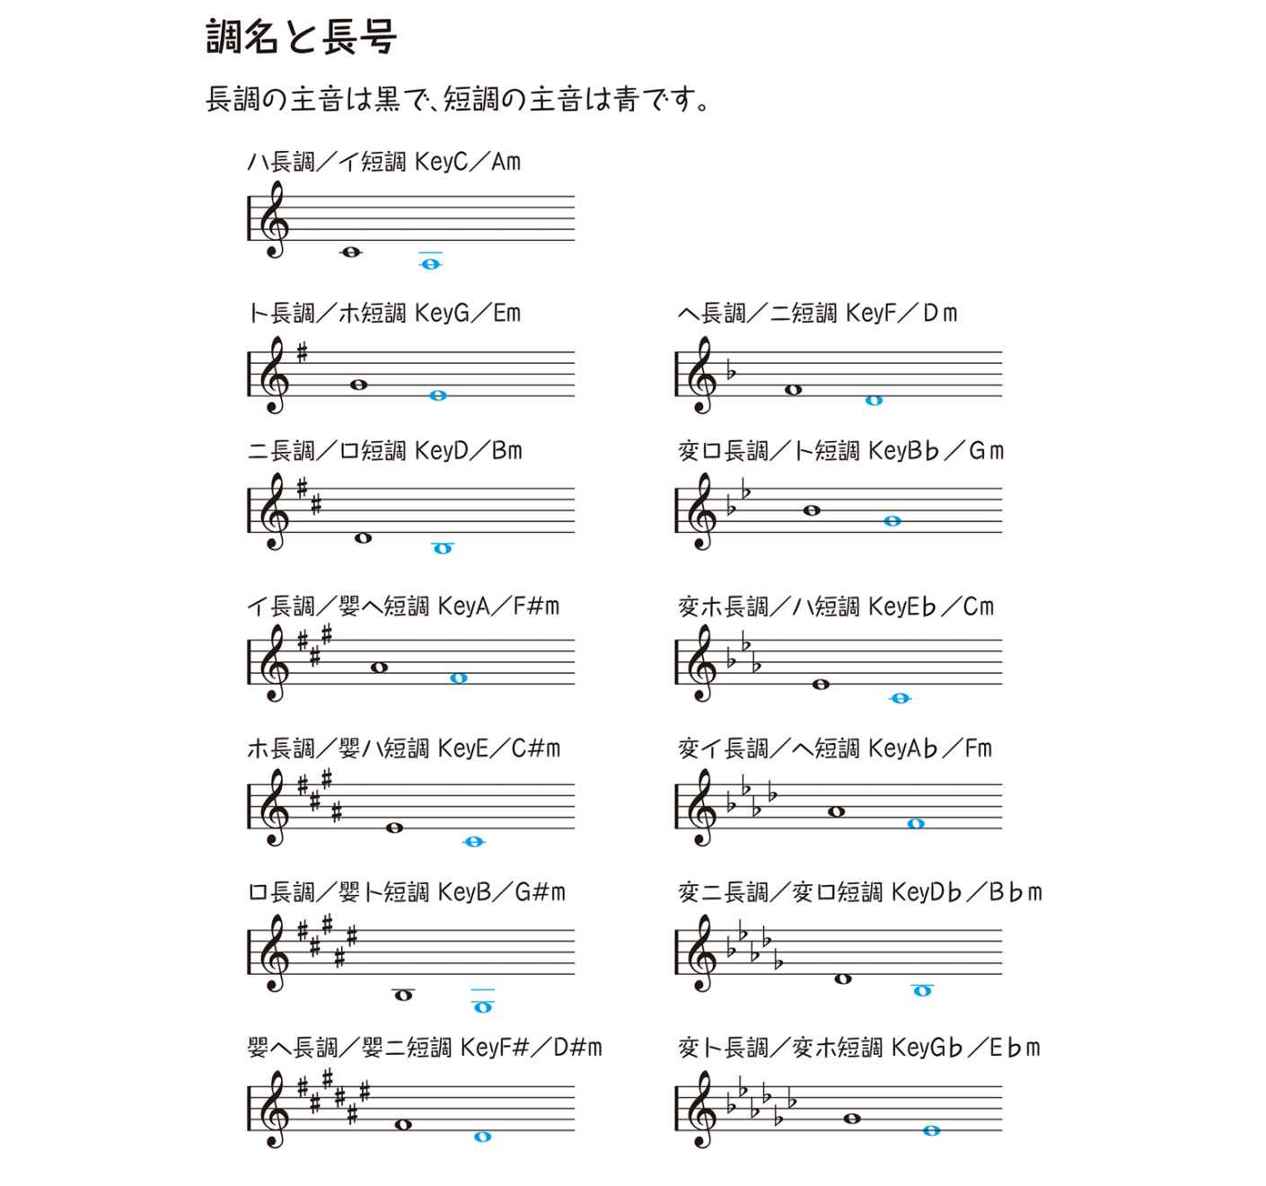 調名と長号
長調の主音は黒で、短調の主音は青です。
ハ長調／イ短調 KeyC／Am
ト長調／ホ短調 KeyG／Em
ヘ長調／ニ短調 KeyF／Dm
ニ長調／ロ短調 KeyD／Bm
変ロ長調／ト短調 KeyB♭／Gm
イ長調／嬰ヘ短調 KeyA／F#m
変ホ長調／ハ短調 KeyE♭／Cm
ホ長調／嬰ハ短調 KeyE／C#m
変イ長調／ヘ短調 KeyA♭／Fm
ロ長調／嬰ト短調 KeyB／G#m
変ニ長調／変ロ短調 KeyD♭／B♭m
嬰ヘ長調／嬰ニ短調 KeyF#／D#m
変ト長調／変ホ短調 KeyG♭／E♭m